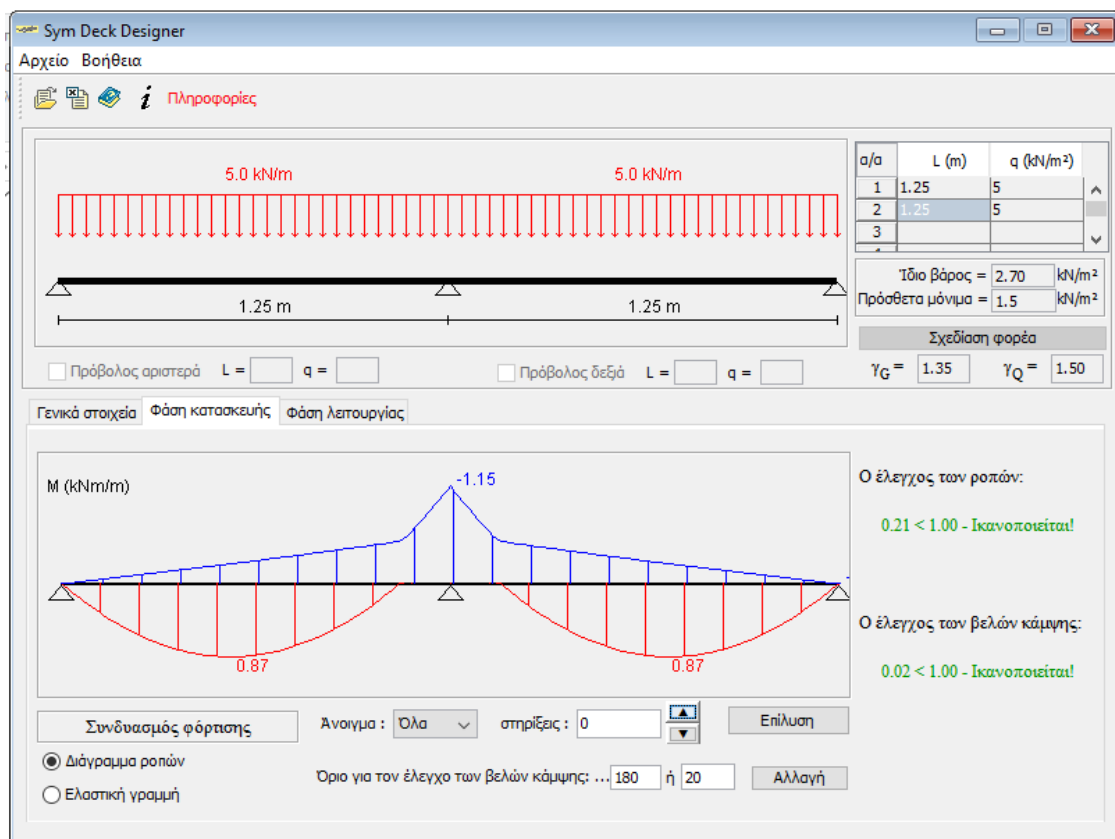 Sym Deck Designer
Αρχείο Βοήθεια
i Πληροφορίες
5.0 kN/m 5.0 kN/m
1.25 m 1.25 m
Πρόβολος αριστερά L = q = Πρόβολος δεξιά L = q =
α/α L (m) q (kN/m²)
1 1.25 5
2 1.25 5
3
Ίδιο βάρος = 2.70 kN/m²
Πρόσθετα μόνιμα = 1.5 kN/m²
Σχεδίαση φορέα
γG = 1.35 γQ = 1.50
Γενικά στοιχεία Φάση κατασκευής Φάση λειτουργίας
M (kNm/m)
-1.15
0.87 0.87
Ο έλεγχος των ροπών:
0.21 < 1.00 - Ικανοποιείται!
Ο έλεγχος των βελών κάμψης:
0.02 < 1.00 - Ικανοποιείται!
Συνδυασμός φόρτισης Άνοιγμα : Όλα στηρίξεις : 0 Επίλυση
Διάγραμμα ροπών
Όριο για τον έλεγχο των βελών κάμψης: ... 180 ή 20 Αλλαγή
Ελαστική γραμμή